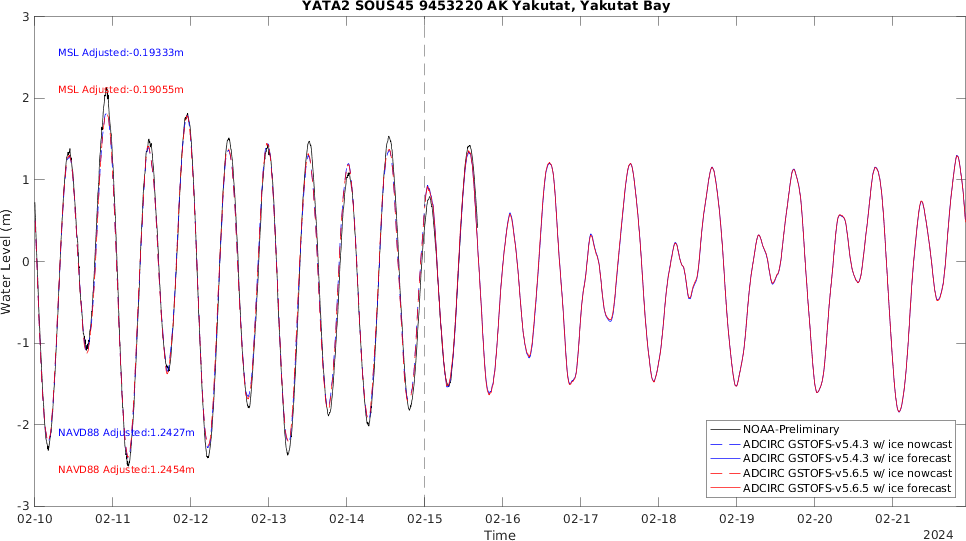 YATA2 SOUS45 9453220 AK Yakutat, Yakutat Bay
MSL Adjusted:-0.19333m
MSL Adjusted:-0.19055m
NAVD88 Adjusted:1.2427m
NAVD88 Adjusted:1.2454m
Water Level (m)
3
2
1
0
-1
-2
-3
NOAA-Preliminary
ADCIRC GSTOFS-v5.4.3 w/ ice nowcast
ADCIRC GSTOFS-v5.4.3 w/ ice forecast
ADCIRC GSTOFS-v5.6.5 w/ ice nowcast
ADCIRC GSTOFS-v5.6.5 w/ ice forecast
02-10 02-11 02-12 02-13 02-14 02-15 02-16 02-17 02-18 02-19 02-20 02-21
Time
2024